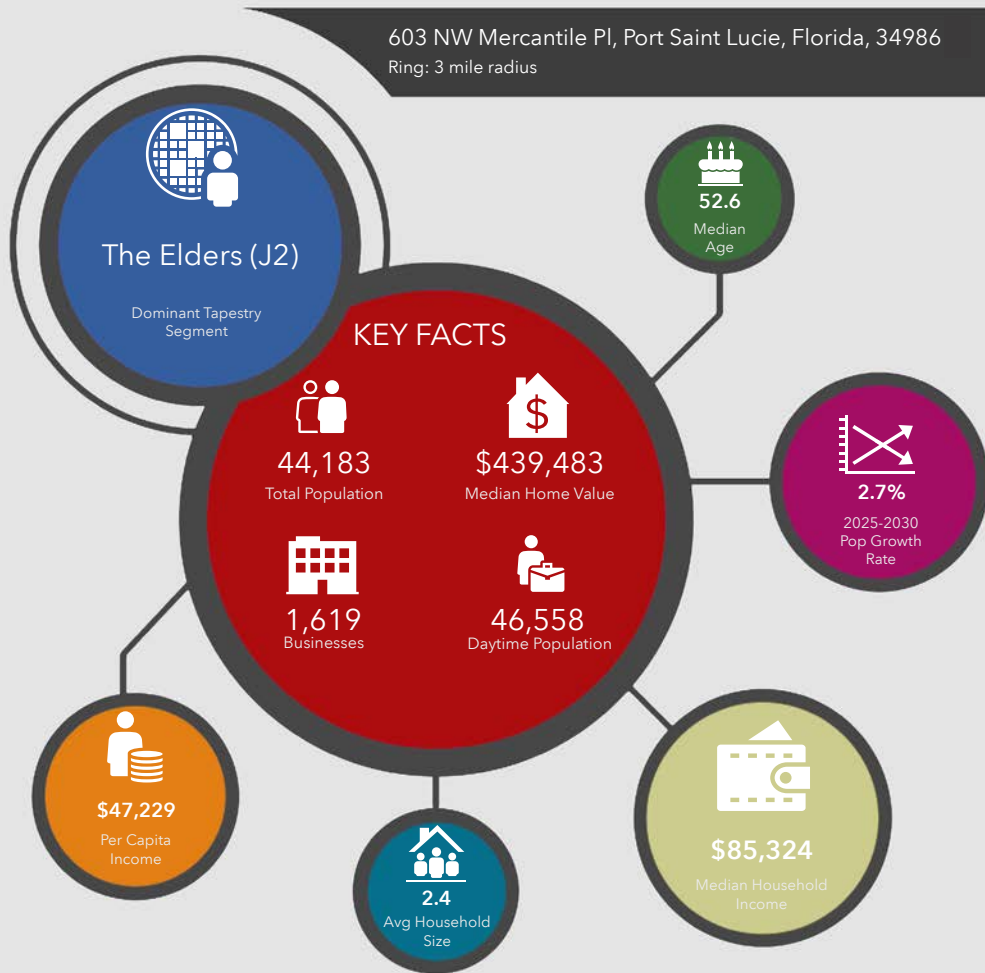 603 NW Mercantile Pl, Port Saint Lucie, Florida, 34986
Ring: 3 mile radius
The Elders (J2)
Dominant Tapestry
Segment
KEY FACTS
44,183
Total Population
$439,483
Median Home Value
$
1,619
Businesses
46,558
Daytime Population
52.6
Median
Age
2.7%
2025-2030
Pop Growth
Rate
$85,324
Median Household
Income
2.4
Avg Household
Size
$47,229
Per Capita
Income